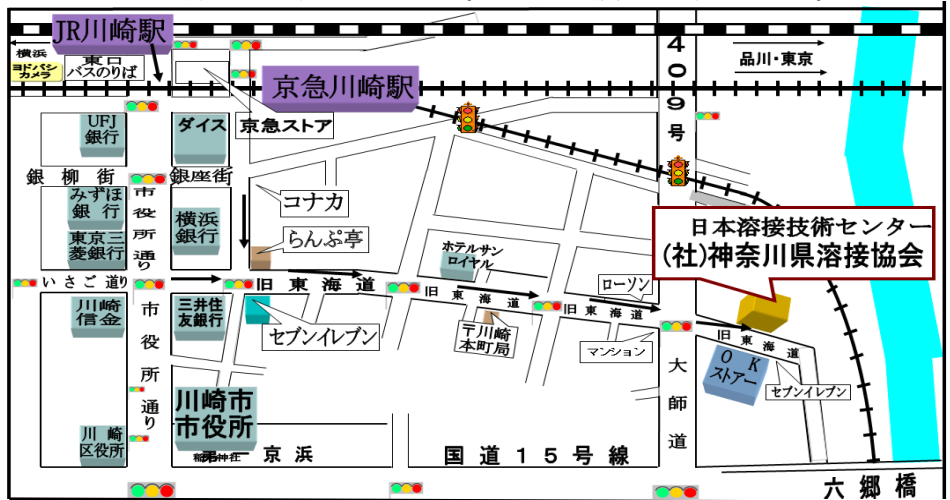 JR川崎駅
横浜
ヨドバシ
カメラ
東口
バスのりば
京急川崎駅
409号
品川・東京
UFJ
銀行
ダイス
京急ストア
銀柳街
市役所通り
銀座街
コナカ
みずほ
銀行
東京三
菱銀行
横浜
銀行
らんぷ亭
ホテルサン
ロイヤル
日本溶接技術センター
(社)神奈川県溶接協会
いさご通り
旧東海道
旧東海道
旧東海道
ローソン
川崎
信金
市役所通り
三井住
友銀行
セブンイレブン
〒川崎
本町局
マンション
大師道
旧東海道
OK
ストアー
セブンイレブン
川崎市
市役所
川崎
区役所
稲毛神社
第一京浜
国道15号線
六郷橋